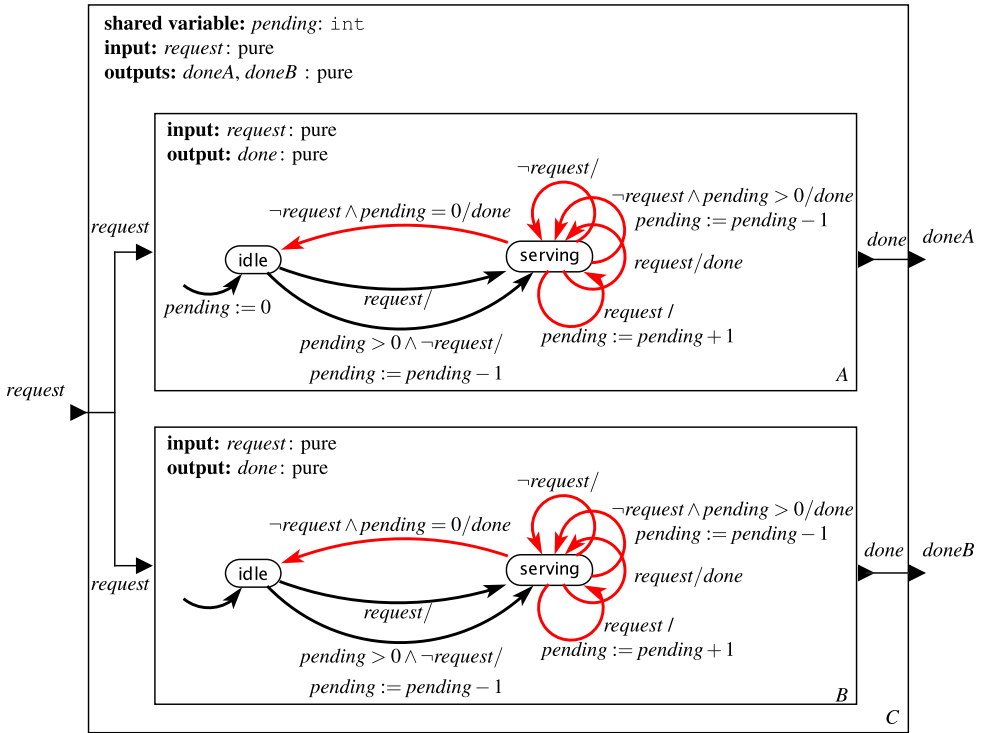 shared variable: pending: int
input: request: pure
outputs: doneA, doneB : pure
input: request: pure
output: done: pure
¬request/
¬request ∧ pending > 0/done
pending := pending − 1
¬request ∧ pending = 0/done
request
done
doneA
idle
serving
request/done
request/
pending := 0
request /
pending := pending + 1
pending > 0 ∧ ¬request/
pending := pending − 1
A
request
input: request: pure
output: done: pure
¬request/
¬request ∧ pending > 0/done
pending := pending − 1
¬request ∧ pending = 0/done
done
doneB
idle
serving
request/done
request
request/
request /
pending := pending + 1
pending > 0 ∧ ¬request/
pending := pending − 1
B
C